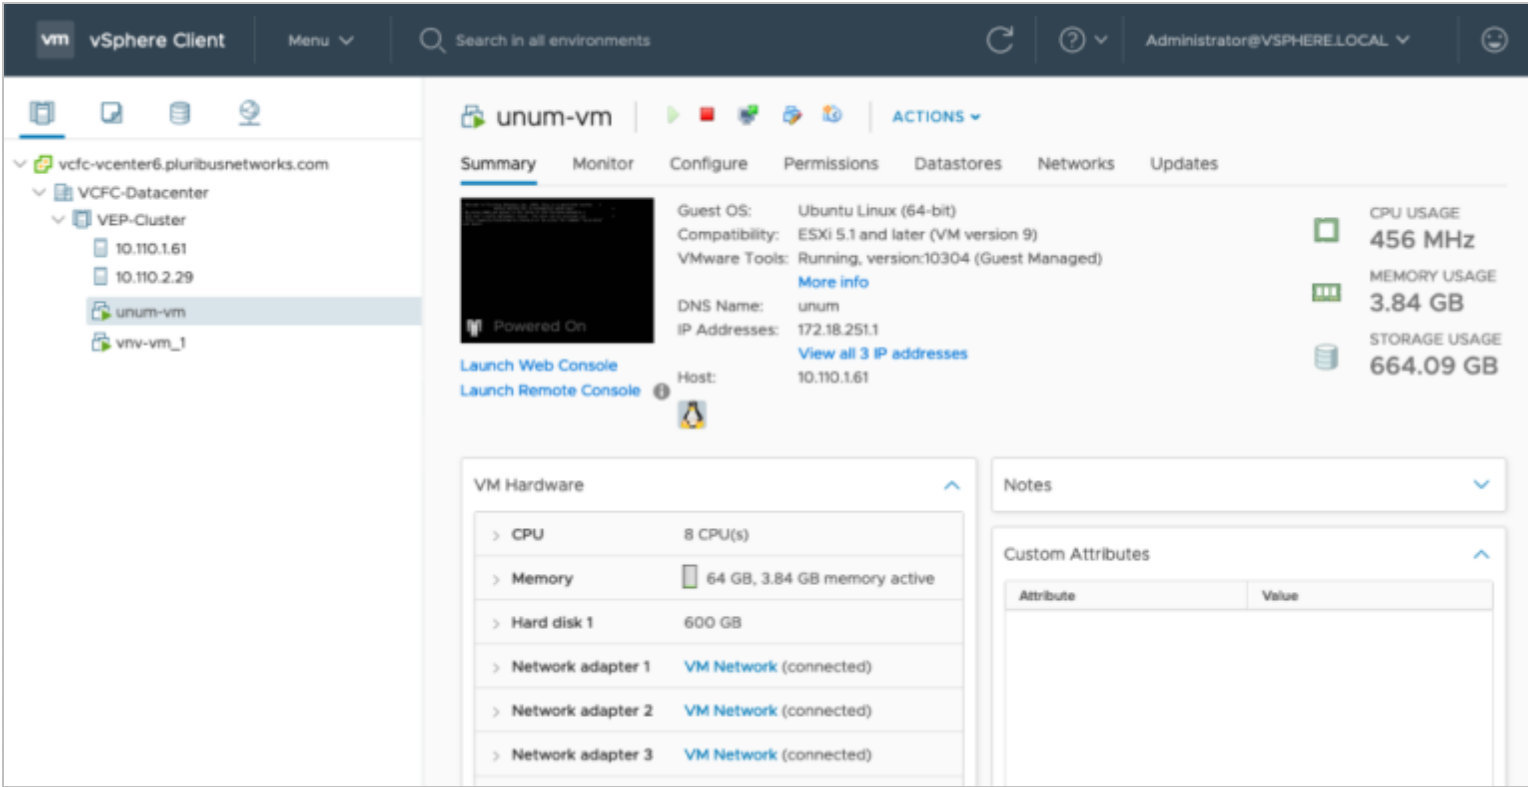 vm vSphere Client Menu Search in all environments Administrator@VSPHERE.LOCAL
vcfc-vcenter6.pluribusnetworks.com
VCFC-Datacenter
VEP-Cluster
10.110.1.61
10.110.2.29
unum-vm
vnv-vm_1
unum-vm ACTIONS
Summary Monitor Configure Permissions Datastores Networks Updates
Powered On
Launch Web Console
Launch Remote Console
Guest OS: Ubuntu Linux (64-bit)
Compatibility: ESXi 5.1 and later (VM version 9)
VMware Tools: Running, version:10304 (Guest Managed)
More info
DNS Name: unum
IP Addresses: 172.18.251.1
View all 3 IP addresses
Host: 10.110.1.61
CPU USAGE
456 MHz
MEMORY USAGE
3.84 GB
STORAGE USAGE
664.09 GB
VM Hardware
CPU 8 CPU(s)
Memory 64 GB, 3.84 GB memory active
Hard disk 1 600 GB
Network adapter 1 VM Network (connected)
Network adapter 2 VM Network (connected)
Network adapter 3 VM Network (connected)
Notes
Custom Attributes
Attribute Value